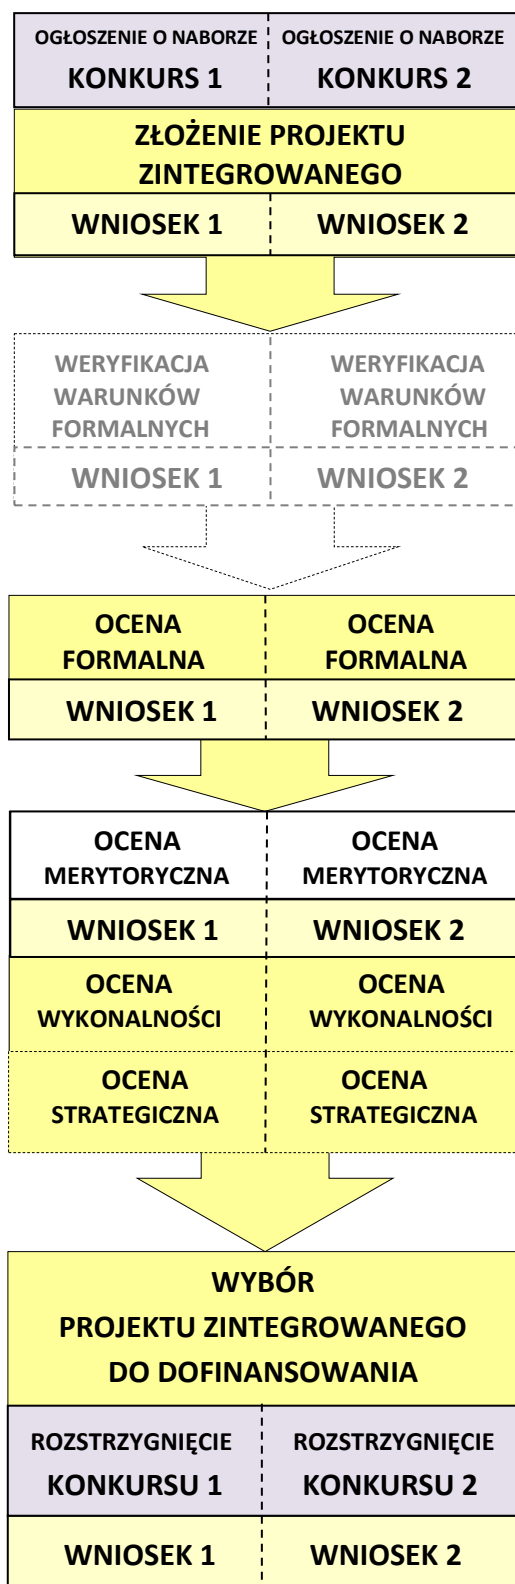 OGŁOSZENIE O NABORZE OGŁOSZENIE O NABORZE
KONKURS 1 KONKURS 2
ZŁOŻENIE PROJEKTU
ZINTEGROWANEGO
WNIOSEK 1 WNIOSEK 2
WERYFIKACJA WERYFIKACJA
WARUNKÓW WARUNKÓW
FORMALNYCH FORMALNYCH
WNIOSEK 1 WNIOSEK 2
OCENA OCENA
FORMALNA FORMALNA
WNIOSEK 1 WNIOSEK 2
OCENA OCENA
MERYTORYCZNA MERYTORYCZNA
WNIOSEK 1 WNIOSEK 2
OCENA OCENA
WYKONALNOŚCI WYKONALNOŚCI
OCENA OCENA
STRATEGICZNA STRATEGICZNA
WYBÓR
PROJEKTU ZINTEGROWANEGO
DO DOFINANSOWANIA
ROZSTRZYGNIĘCIE ROZSTRZYGNIĘCIE
KONKURSU 1 KONKURSU 2
WNIOSEK 1 WNIOSEK 2